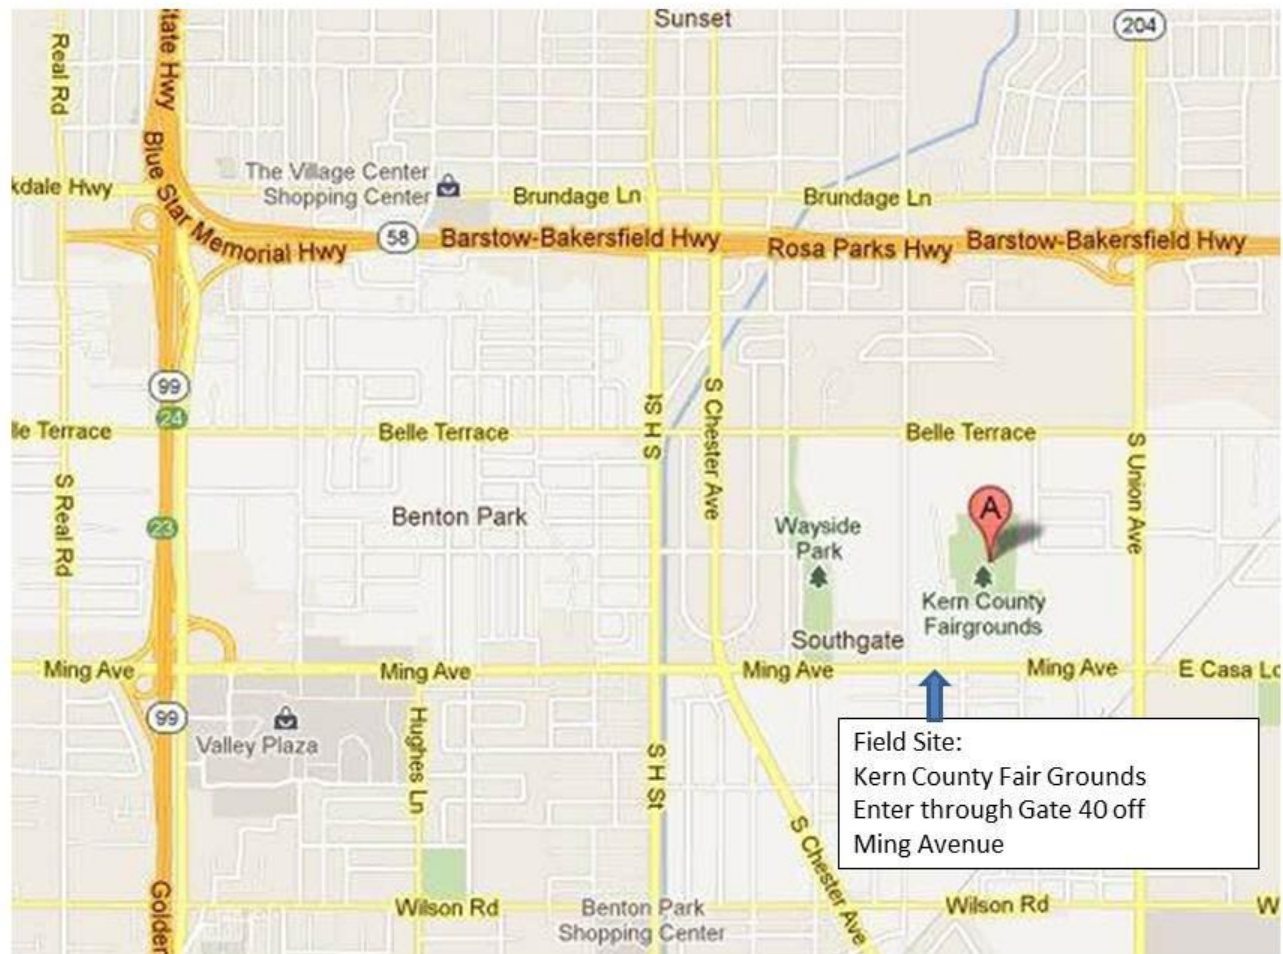 Sunset
204
Real Rd
State Hwy
Blue Star Memorial Hwy
The Village Center
Shopping Center
kdale Hwy
Brundage Ln
Brundage Ln
58
Barstow-Bakersfield Hwy
Rosa Parks Hwy
Barstow-Bakersfield Hwy
99
24
S H St
S Chester Ave
lle Terrace
Belle Terrace
Belle Terrace
S Union Ave
S Real Rd
23
Benton Park
Wayside
Park
A
Kern County
Fairgrounds
Southgate
Ming Ave
Ming Ave
Ming Ave
Ming Ave
E Casa Lo
99
Valley Plaza
Hughes Ln
S H St
S Chester Ave
Field Site:
Kern County Fair Grounds
Enter through Gate 40 off
Ming Avenue
Golden
Wilson Rd
Benton Park
Shopping Center
Wilson Rd
W